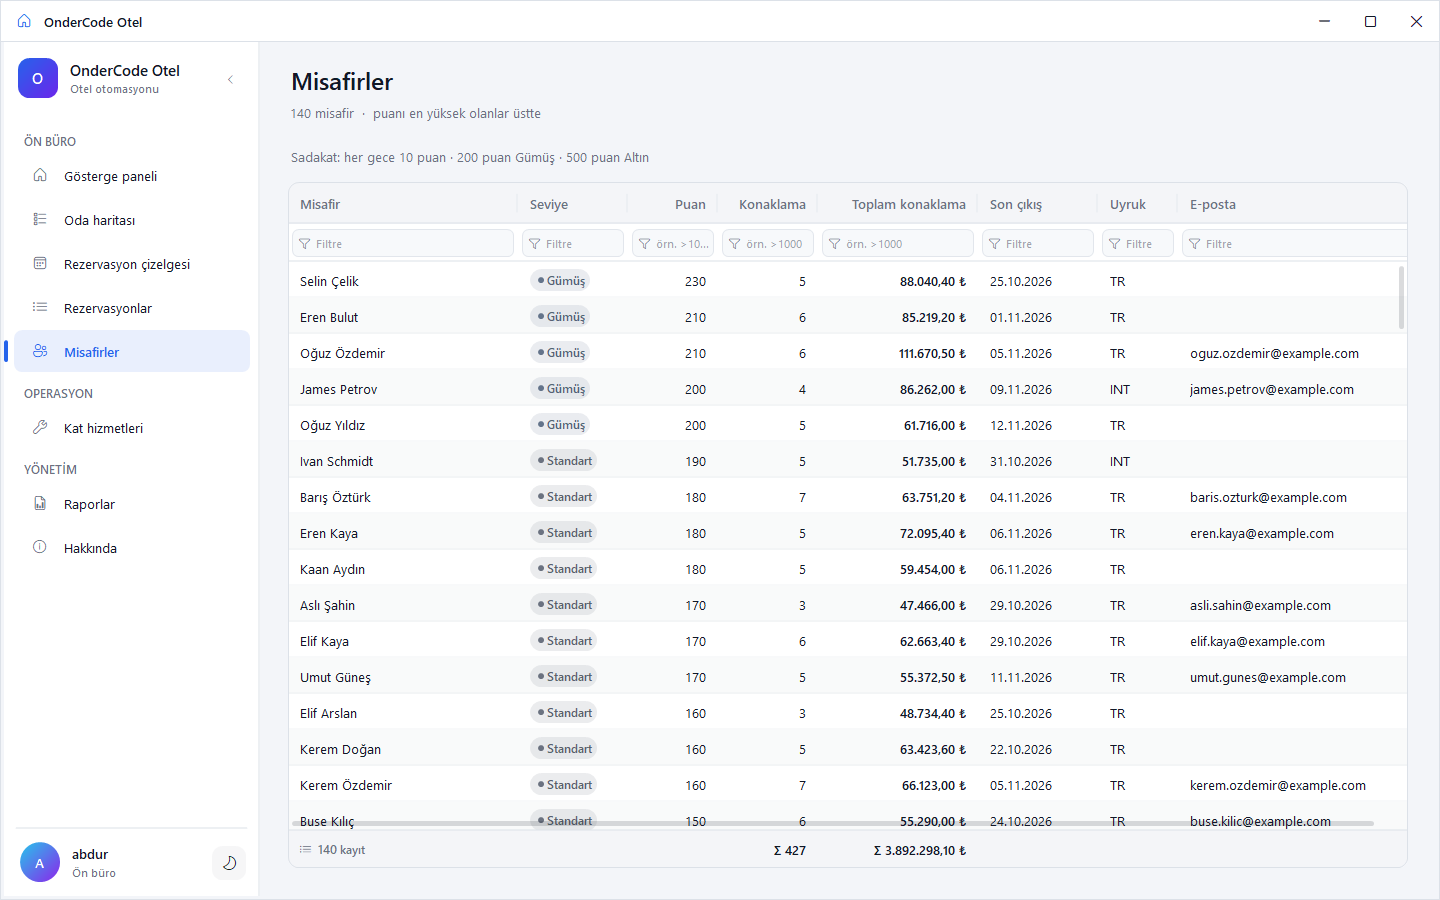 OnderCode Otel
O
OnderCode Otel
Otel otomasyonu
ÖN BÜRO
Gösterge paneli
Oda haritası
Rezervasyon çizelgesi
Rezervasyonlar
Misafirler
OPERASYON
Kat hizmetleri
YÖNETİM
Raporlar
Hakkında
A
abdur
Ön büro
Misafirler
140 misafir · puanı en yüksek olanlar üstte
Sadakat: her gece 10 puan · 200 puan Gümüş · 500 puan Altın
Misafir Seviye Puan Konaklama Toplam konaklama Son çıkış Uyruk E-posta
Filtre Filtre örn. >10... örn. >1000 örn. >1000 Filtre Filtre Filtre
Selin Çelik Gümüş 230 5 88.040,40 ₺ 25.10.2026 TR
Eren Bulut Gümüş 210 6 85.219,20 ₺ 01.11.2026 TR
Oğuz Özdemir Gümüş 210 6 111.670,50 ₺ 05.11.2026 TR oguz.ozdemir@example.com
James Petrov Gümüş 200 4 86.262,00 ₺ 09.11.2026 INT james.petrov@example.com
Oğuz Yıldız Gümüş 200 5 61.716,00 ₺ 12.11.2026 TR
Ivan Schmidt Standart 190 5 51.735,00 ₺ 31.10.2026 INT
Barış Öztürk Standart 180 7 63.751,20 ₺ 04.11.2026 TR baris.ozturk@example.com
Eren Kaya Standart 180 5 72.095,40 ₺ 06.11.2026 TR eren.kaya@example.com
Kaan Aydın Standart 180 5 59.454,00 ₺ 06.11.2026 TR
Aslı Şahin Standart 170 3 47.466,00 ₺ 29.10.2026 TR asli.sahin@example.com
Elif Kaya Standart 170 6 62.663,40 ₺ 29.10.2026 TR elif.kaya@example.com
Umut Güneş Standart 170 5 55.372,50 ₺ 11.11.2026 TR umut.gunes@example.com
Elif Arslan Standart 160 3 48.734,40 ₺ 25.10.2026 TR
Kerem Doğan Standart 160 5 63.423,60 ₺ 22.10.2026 TR
Kerem Özdemir Standart 160 7 66.123,00 ₺ 05.11.2026 TR kerem.ozdemir@example.com
Buse Kılıç Standart 150 6 55.290,00 ₺ 24.10.2026 TR buse.kilic@example.com
140 kayıt Σ 427 Σ 3.892.298,10 ₺